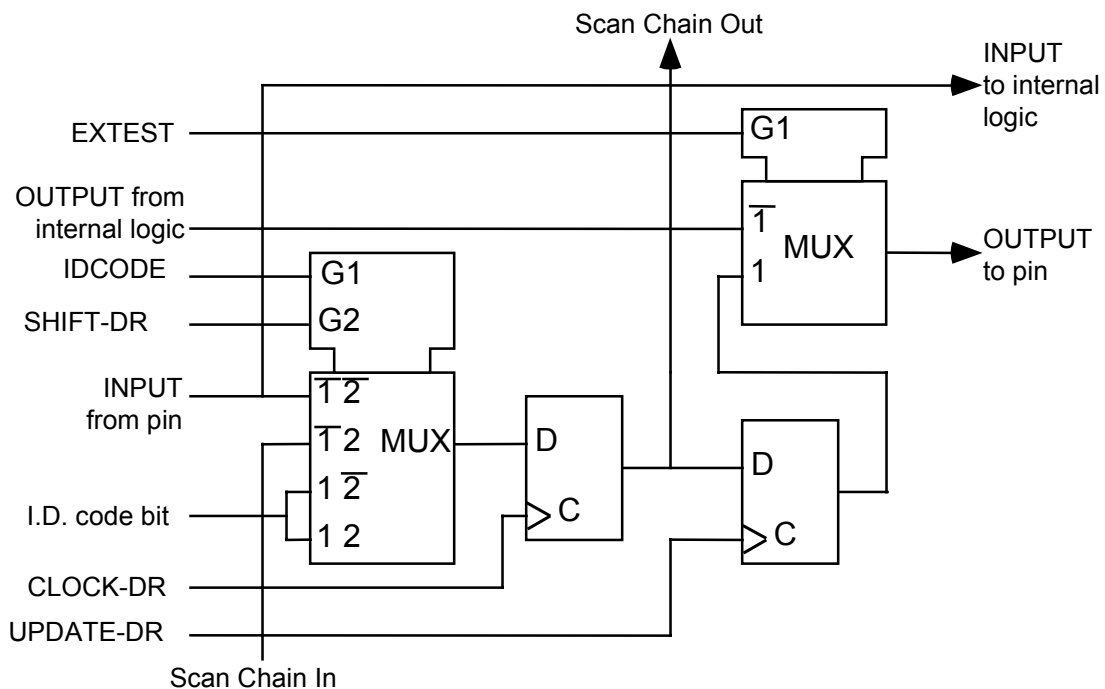 Scan Chain Out
INPUT
to internal
logic
EXTEST
G1
OUTPUT from
internal logic
1̅
MUX
1
OUTPUT
to pin
IDCODE
G1
SHIFT-DR
G2
INPUT
from pin
1̅ 2̅
1̅ 2
MUX
1 2̅
1 2
I.D. code bit
D
C
D
C
CLOCK-DR
UPDATE-DR
Scan Chain In